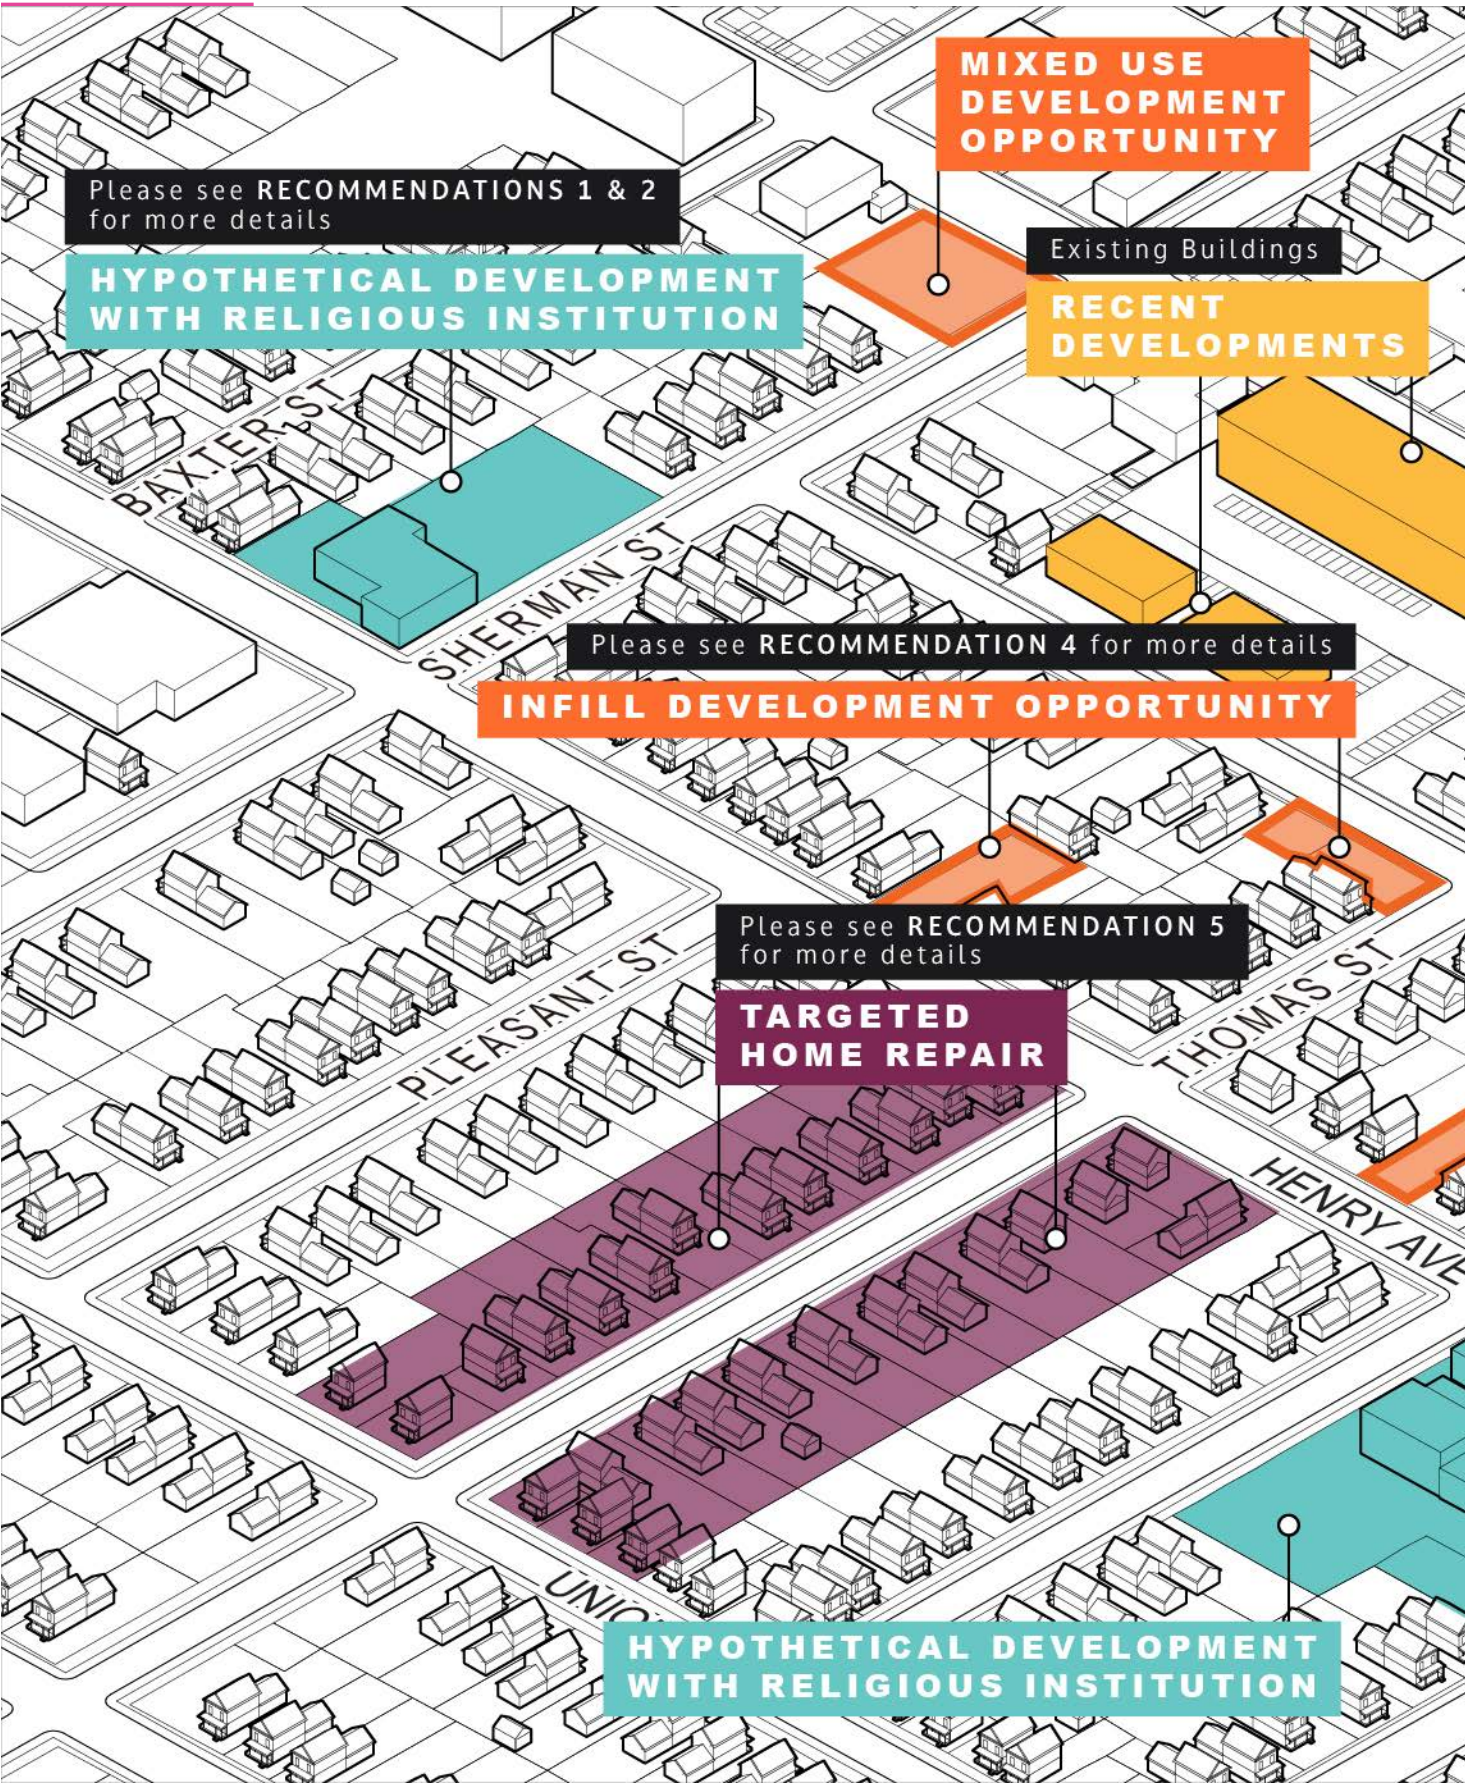 MIXED USE
DEVELOPMENT
OPPORTUNITY
Please see RECOMMENDATIONS 1 & 2
for more details
HYPOTHETICAL DEVELOPMENT
WITH RELIGIOUS INSTITUTION
Existing Buildings
RECENT
DEVELOPMENTS
BAXTER ST
SHERMAN ST
Please see RECOMMENDATION 4 for more details
INFILL DEVELOPMENT OPPORTUNITY
Please see RECOMMENDATION 5
for more details
TARGETED
HOME REPAIR
PLEASANT ST
THOMAS ST
HENRY AVE
HYPOTHETICAL DEVELOPMENT
WITH RELIGIOUS INSTITUTION